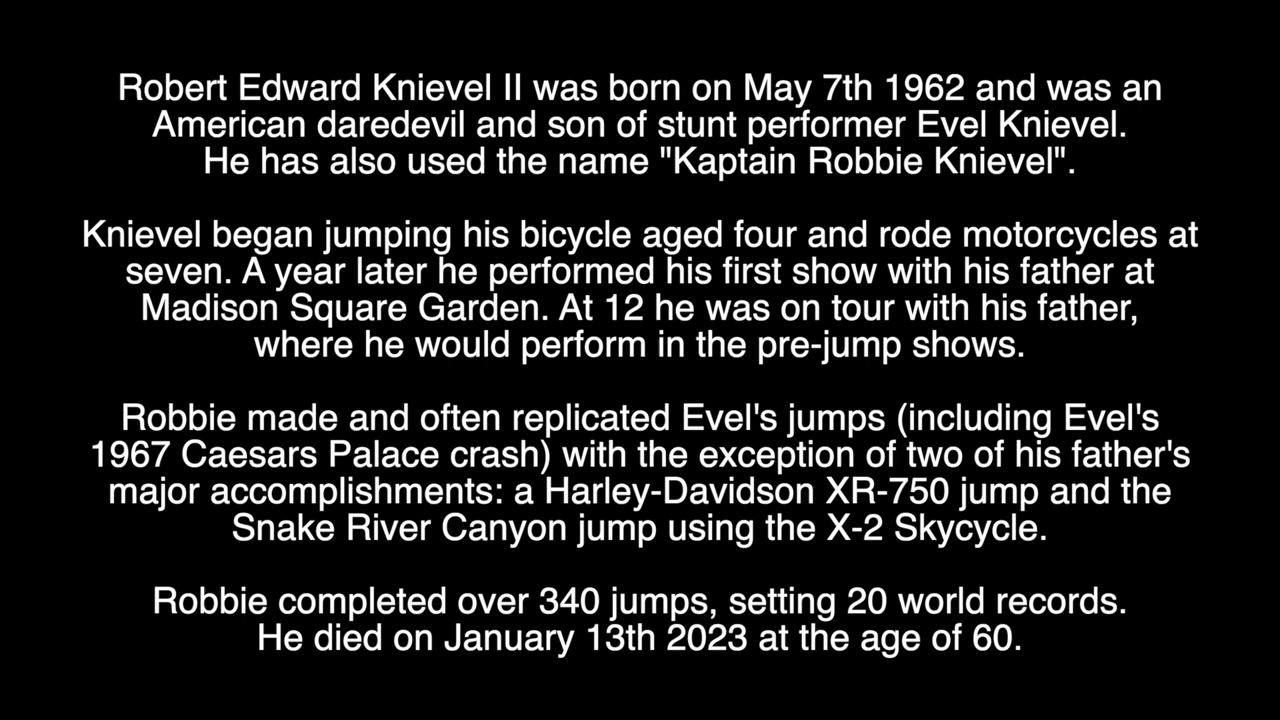 Robert Edward Knievel II was born on May 7th 1962 and was an
American daredevil and son of stunt performer Evel Knievel.
He has also used the name "Kaptain Robbie Knievel".
Knievel began jumping his bicycle aged four and rode motorcycles at
seven. A year later he performed his first show with his father at
Madison Square Garden. At 12 he was on tour with his father,
where he would perform in the pre-jump shows.
Robbie made and often replicated Evel's jumps (including Evel's
1967 Caesars Palace crash) with the exception of two of his father's
major accomplishments: a Harley-Davidson XR-750 jump and the
Snake River Canyon jump using the X-2 Skycycle.
Robbie completed over 340 jumps, setting 20 world records.
He died on January 13th 2023 at the age of 60.